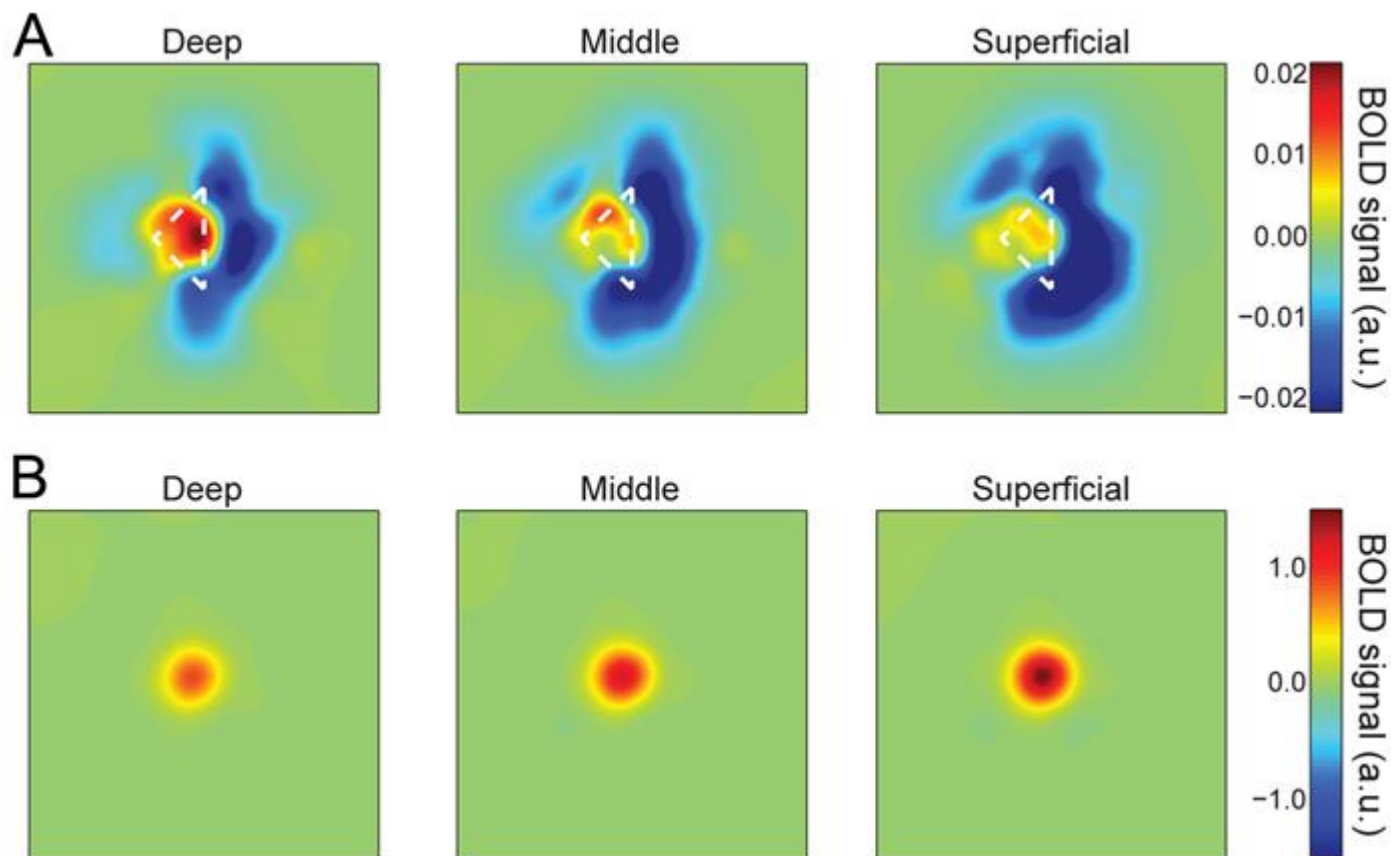 A
Deep
Middle
Superficial
0.02
0.01
0.00
−0.01
−0.02
BOLD signal (a.u.)
B
Deep
Middle
Superficial
1.0
0.0
−1.0
BOLD signal (a.u.)